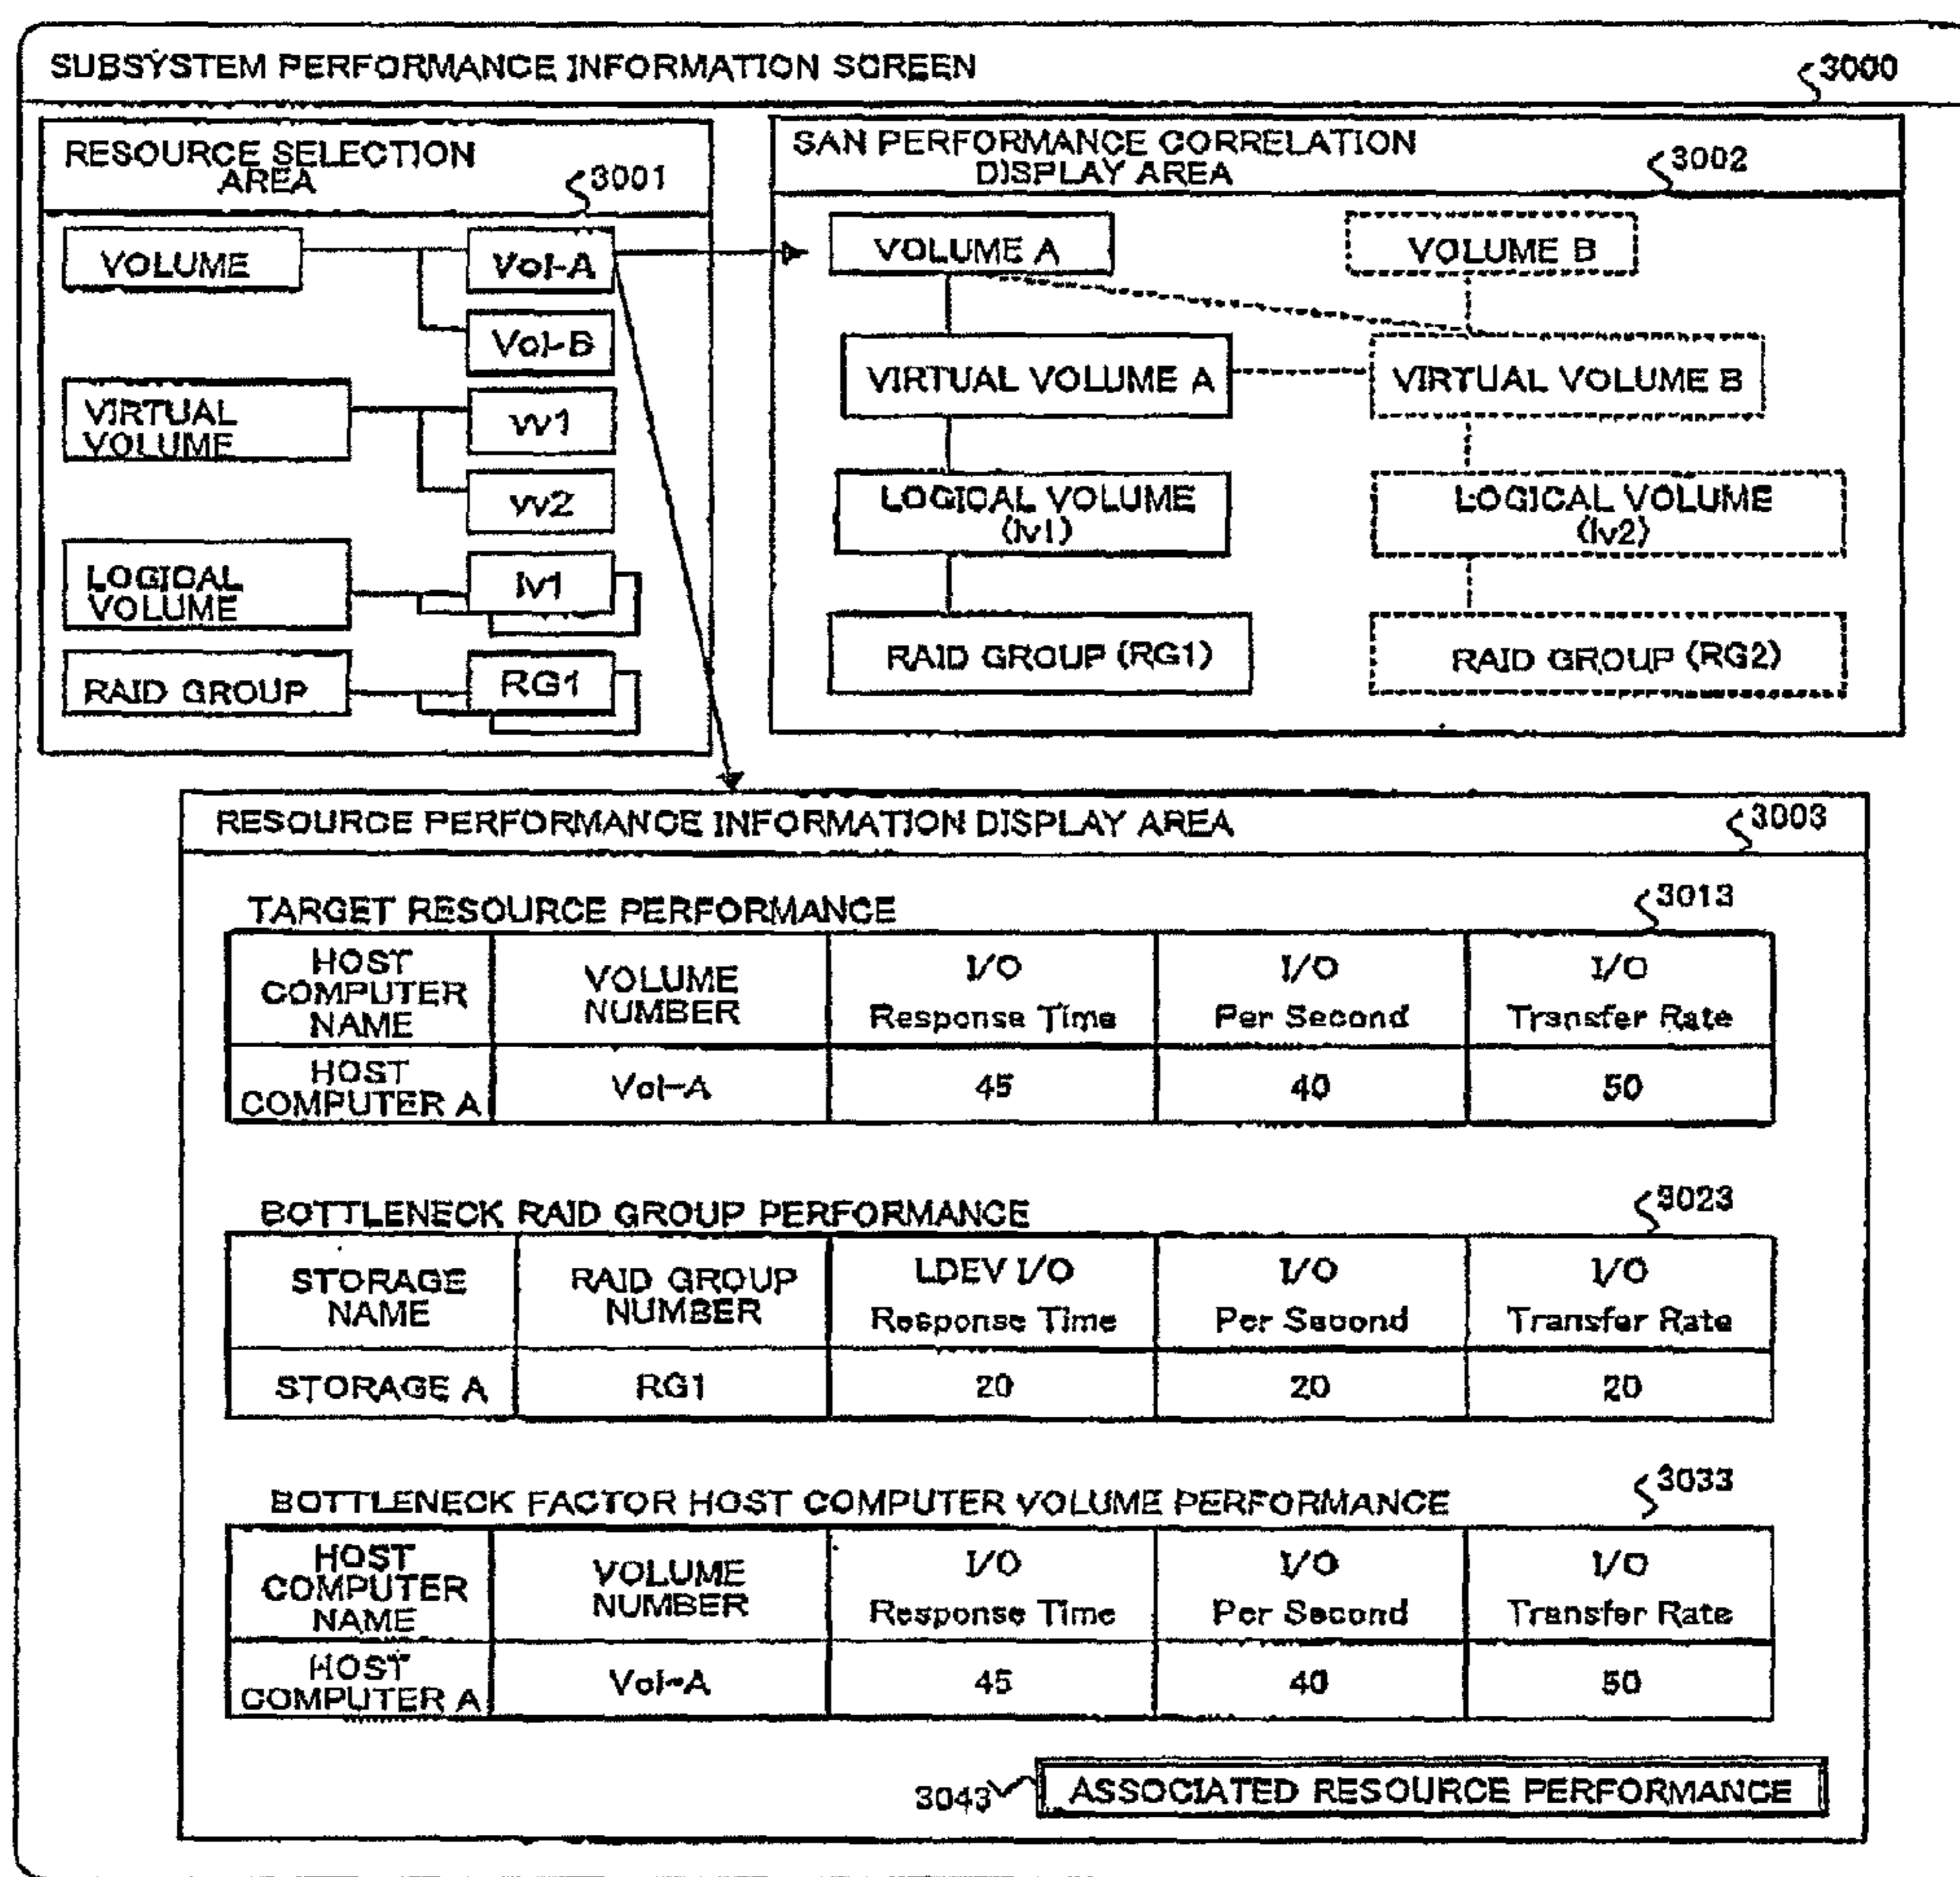 SUBSYSTEM PERFORMANCE INFORMATION SCREEN
3000
RESOURCE SELECTION
AREA
3001
VOLUME
Vol-A
Vol-B
VIRTUAL
VOLUME
vv1
vv2
LOGICAL
VOLUME
lv1
RAID GROUP
RG1
SAN PERFORMANCE CORRELATION
DISPLAY AREA
3002
VOLUME A
VOLUME B
VIRTUAL VOLUME A
VIRTUAL VOLUME B
LOGICAL VOLUME
(lv1)
LOGICAL VOLUME
(lv2)
RAID GROUP (RG1)
RAID GROUP (RG2)
RESOURCE PERFORMANCE INFORMATION DISPLAY AREA
3003
TARGET RESOURCE PERFORMANCE
3013
HOST
COMPUTER
NAME
VOLUME
NUMBER
I/O
Response Time
I/O
Per Second
I/O
Transfer Rate
HOST
COMPUTER A
Vol-A
45
40
50
BOTTLENECK RAID GROUP PERFORMANCE
3023
STORAGE
NAME
RAID GROUP
NUMBER
LDEV I/O
Response Time
I/O
Per Second
I/O
Transfer Rate
STORAGE A
RG1
20
20
20
BOTTLENECK FACTOR HOST COMPUTER VOLUME PERFORMANCE
3033
HOST
COMPUTER
NAME
VOLUME
NUMBER
I/O
Response Time
I/O
Per Second
I/O
Transfer Rate
HOST
COMPUTER A
Vol-A
45
40
50
3043
ASSOCIATED RESOURCE PERFORMANCE